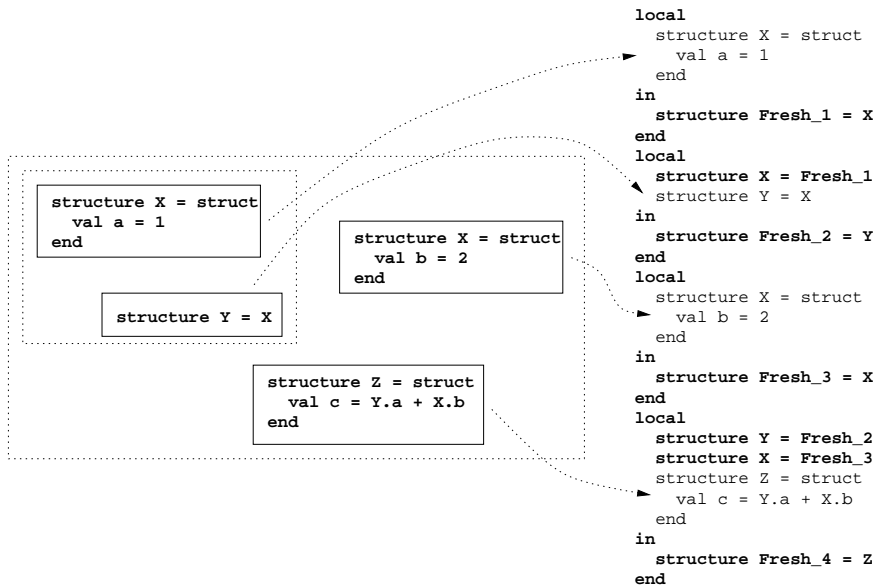 structure X = struct
val a = 1
end
structure Y = X
structure X = struct
val b = 2
end
structure Z = struct
val c = Y.a + X.b
end
local
structure X = struct
val a = 1
end
in
structure Fresh_1 = X
end
local
structure X = Fresh_1
structure Y = X
in
structure Fresh_2 = Y
end
local
structure X = struct
val b = 2
end
in
structure Fresh_3 = X
end
local
structure Y = Fresh_2
structure X = Fresh_3
structure Z = struct
val c = Y.a + X.b
end
in
structure Fresh_4 = Z
end